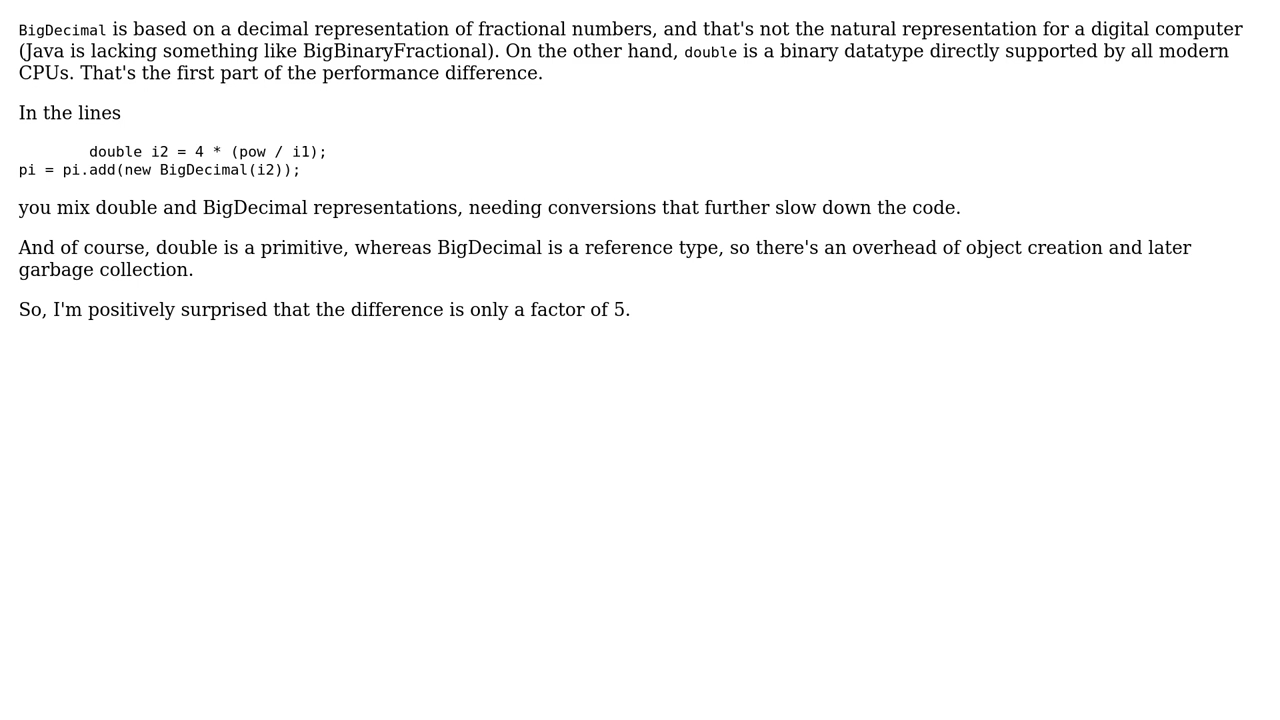 BigDecimal is based on a decimal representation of fractional numbers, and that's not the natural representation for a digital computer
(Java is lacking something like BigBinaryFractional). On the other hand, double is a binary datatype directly supported by all modern
CPUs. That's the first part of the performance difference.
In the lines
double i2 = 4 * (pow / i1);
pi = pi.add(new BigDecimal(i2));
you mix double and BigDecimal representations, needing conversions that further slow down the code.
And of course, double is a primitive, whereas BigDecimal is a reference type, so there's an overhead of object creation and later
garbage collection.
So, I'm positively surprised that the difference is only a factor of 5.